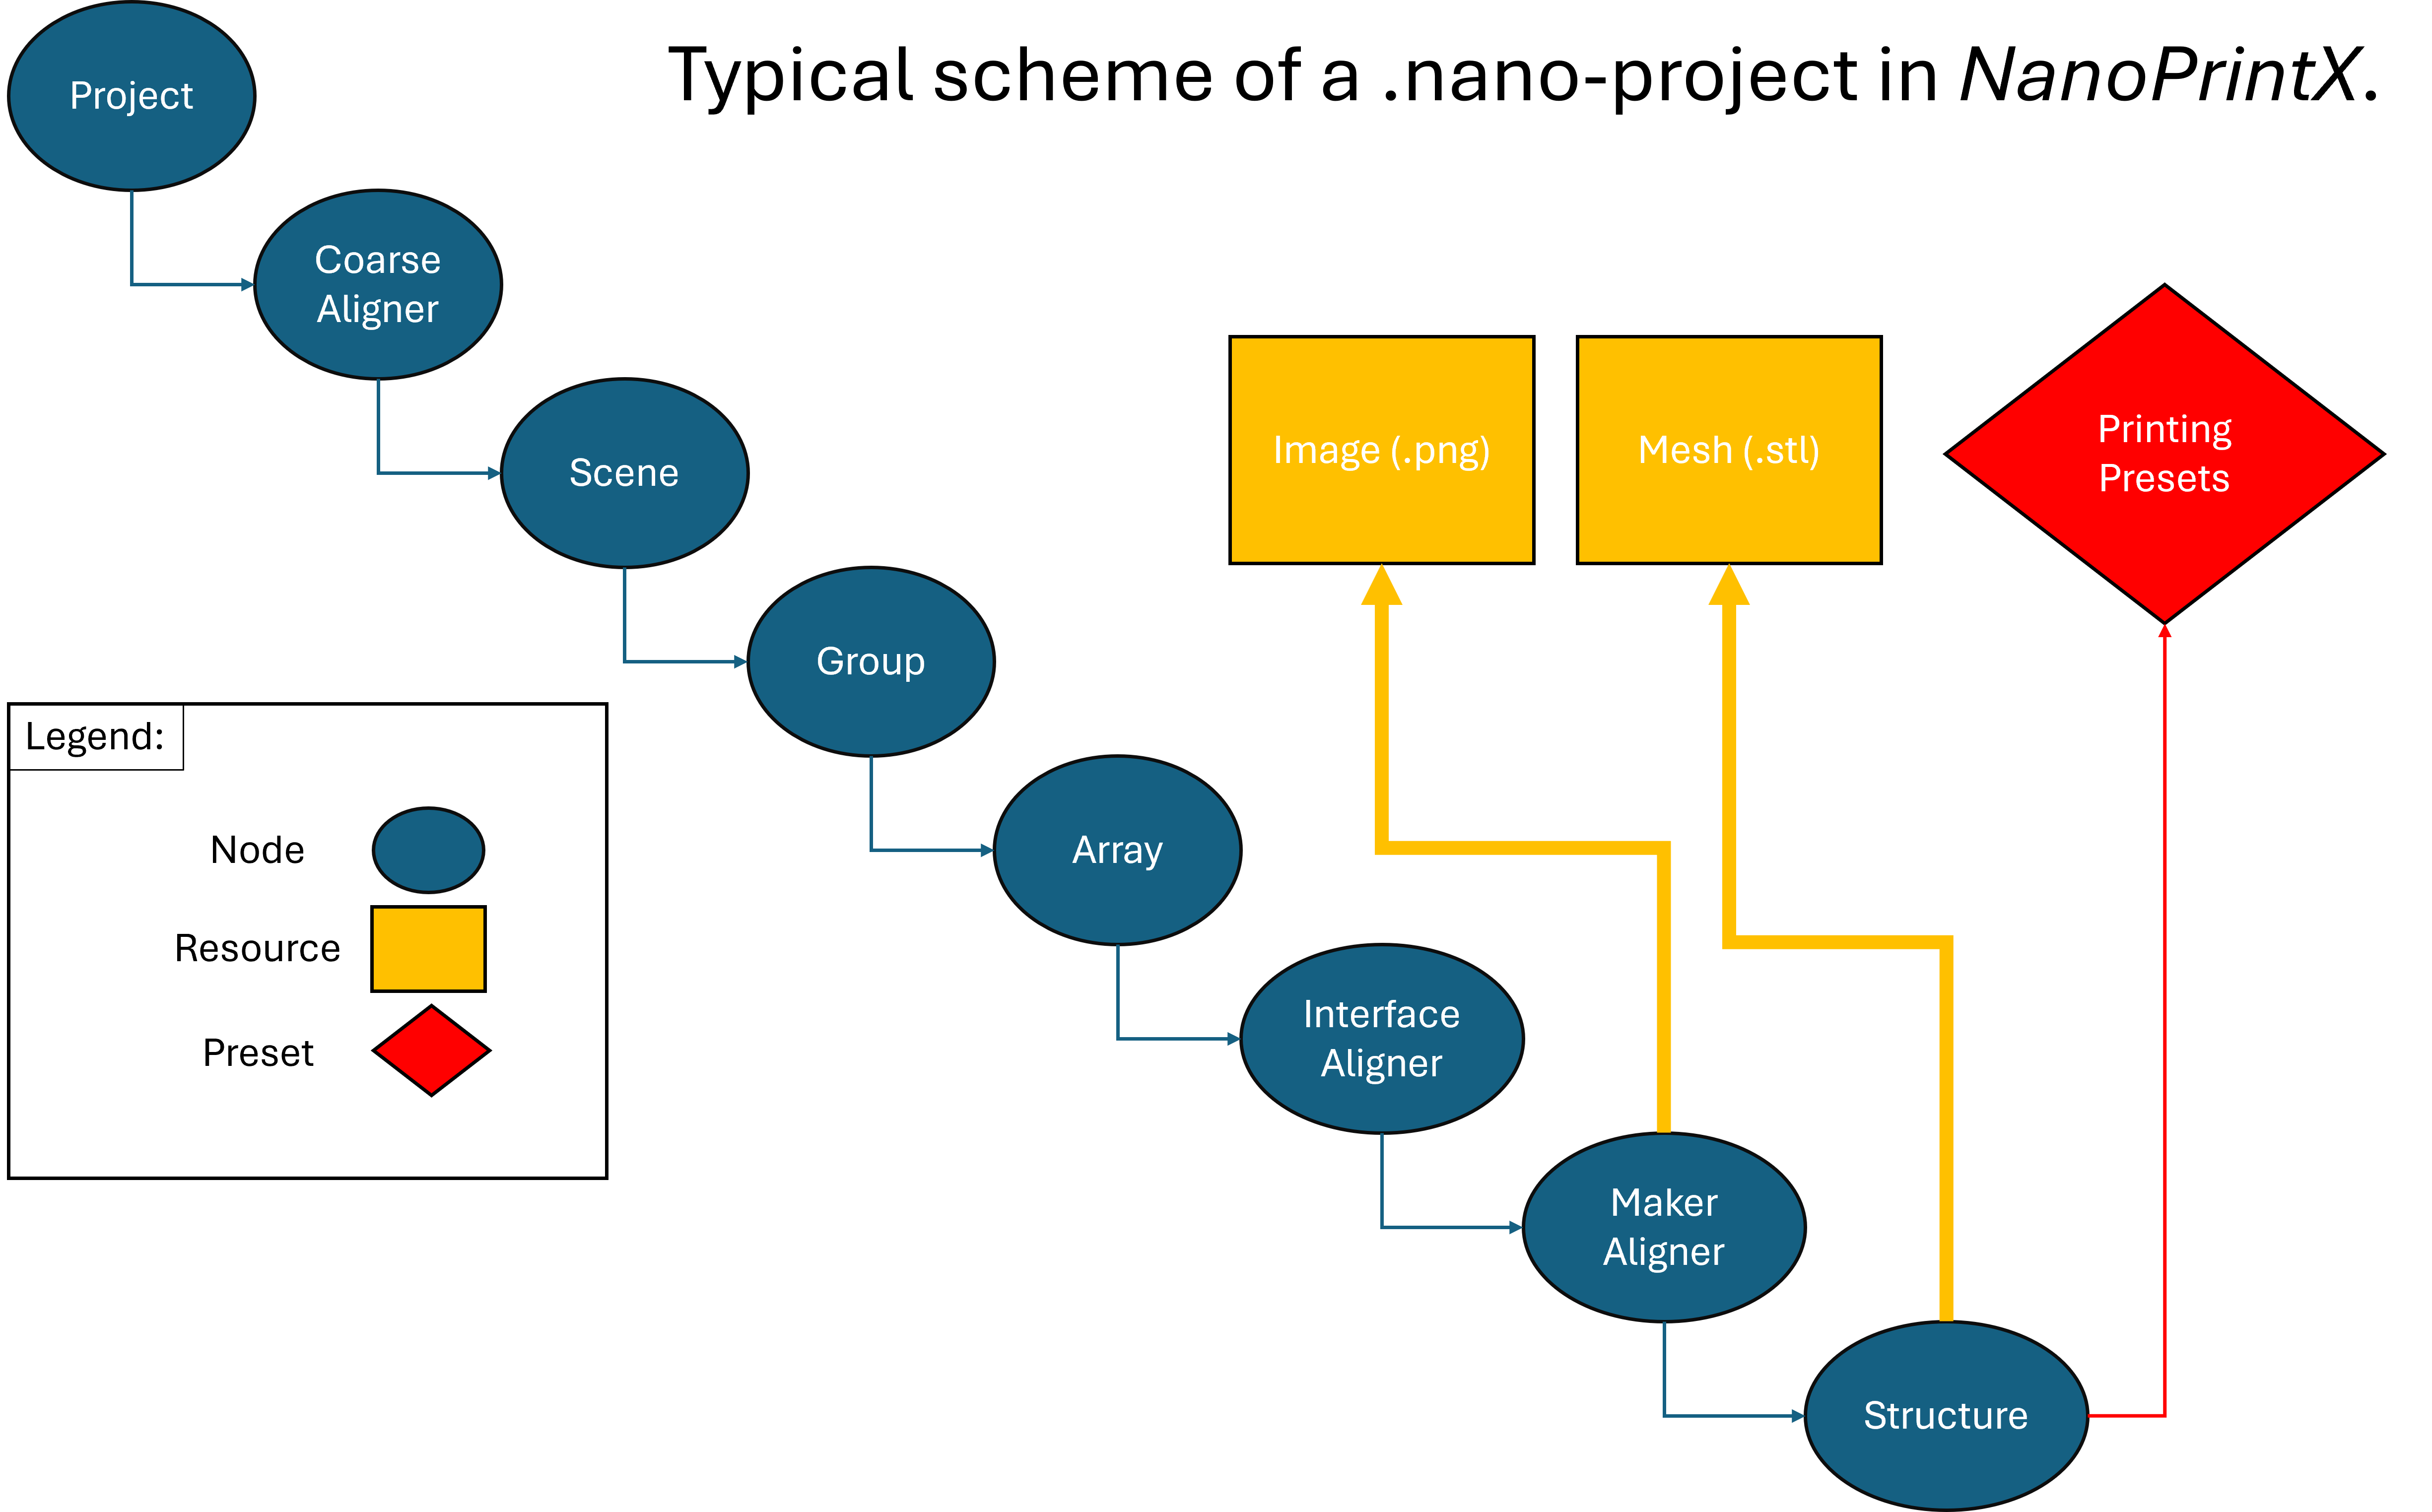 Project
Typical scheme of a .nano-project in NanoPrintX.
Coarse
Aligner
Scene
Image (.png)
Mesh (.stl)
Printing
Presets
Group
Legend:
Node
Resource
Preset
Array
Interface
Aligner
Maker
Aligner
Structure